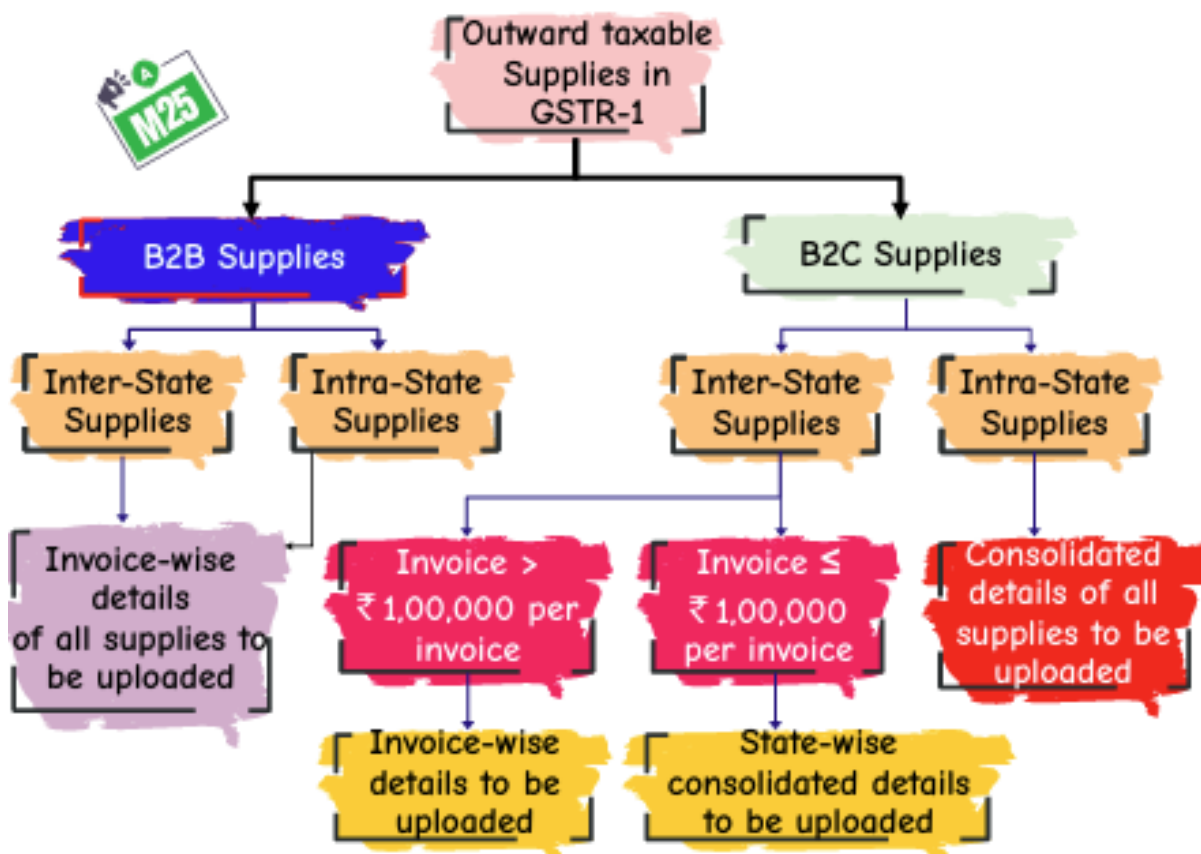 Outward taxable
Supplies in
GSTR-1
A
M25
B2B Supplies
B2C Supplies
Inter-State
Supplies
Intra-State
Supplies
Inter-State
Supplies
Intra-State
Supplies
Invoice-wise
details
of all supplies to
be uploaded
Invoice >
₹ 1,00,000 per
invoice
Invoice ≤
₹ 1,00,000
per invoice
Consolidated
details of all
supplies to be
uploaded
Invoice-wise
details to be
uploaded
State-wise
consolidated details
to be uploaded